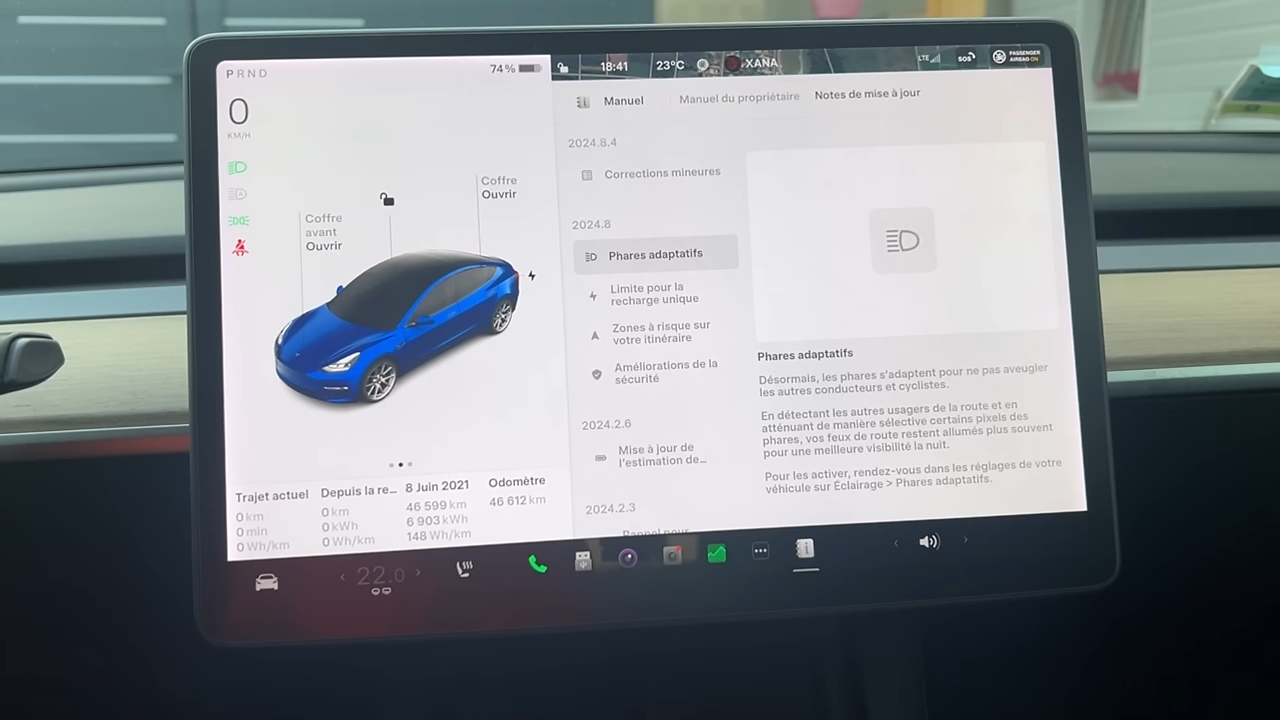 PRND
74%
18:41
23°C
XANA
LTE
SOS
PASSENGER
AIRBAG ON
0
KM/H
Coffre
Ouvrir
Coffre
avant
Ouvrir
Trajet actuel
0 km
0 min
0 Wh/km
Depuis la re...
0 km
0 kWh
0 Wh/km
8 Juin 2021
46 599 km
6 903 kWh
148 Wh/km
Odomètre
46 612 km
Manuel
Manuel du propriétaire
Notes de mise à jour
2024.8.4
Corrections mineures
2024.8
Phares adaptatifs
Limite pour la
recharge unique
Zones à risque sur
votre itinéraire
Améliorations de la
sécurité
2024.2.6
Mise à jour de
l'estimation de...
2024.2.3
Rappel pour
Phares adaptatifs
Désormais, les phares s'adaptent pour ne pas aveugler
les autres conducteurs et cyclistes.
En détectant les autres usagers de la route et en
atténuant de manière sélective certains pixels des
phares, vos feux de route restent allumés plus souvent
pour une meilleure visibilité la nuit.
Pour les activer, rendez-vous dans les réglages de votre
véhicule sur Éclairage > Phares adaptatifs.
22.0